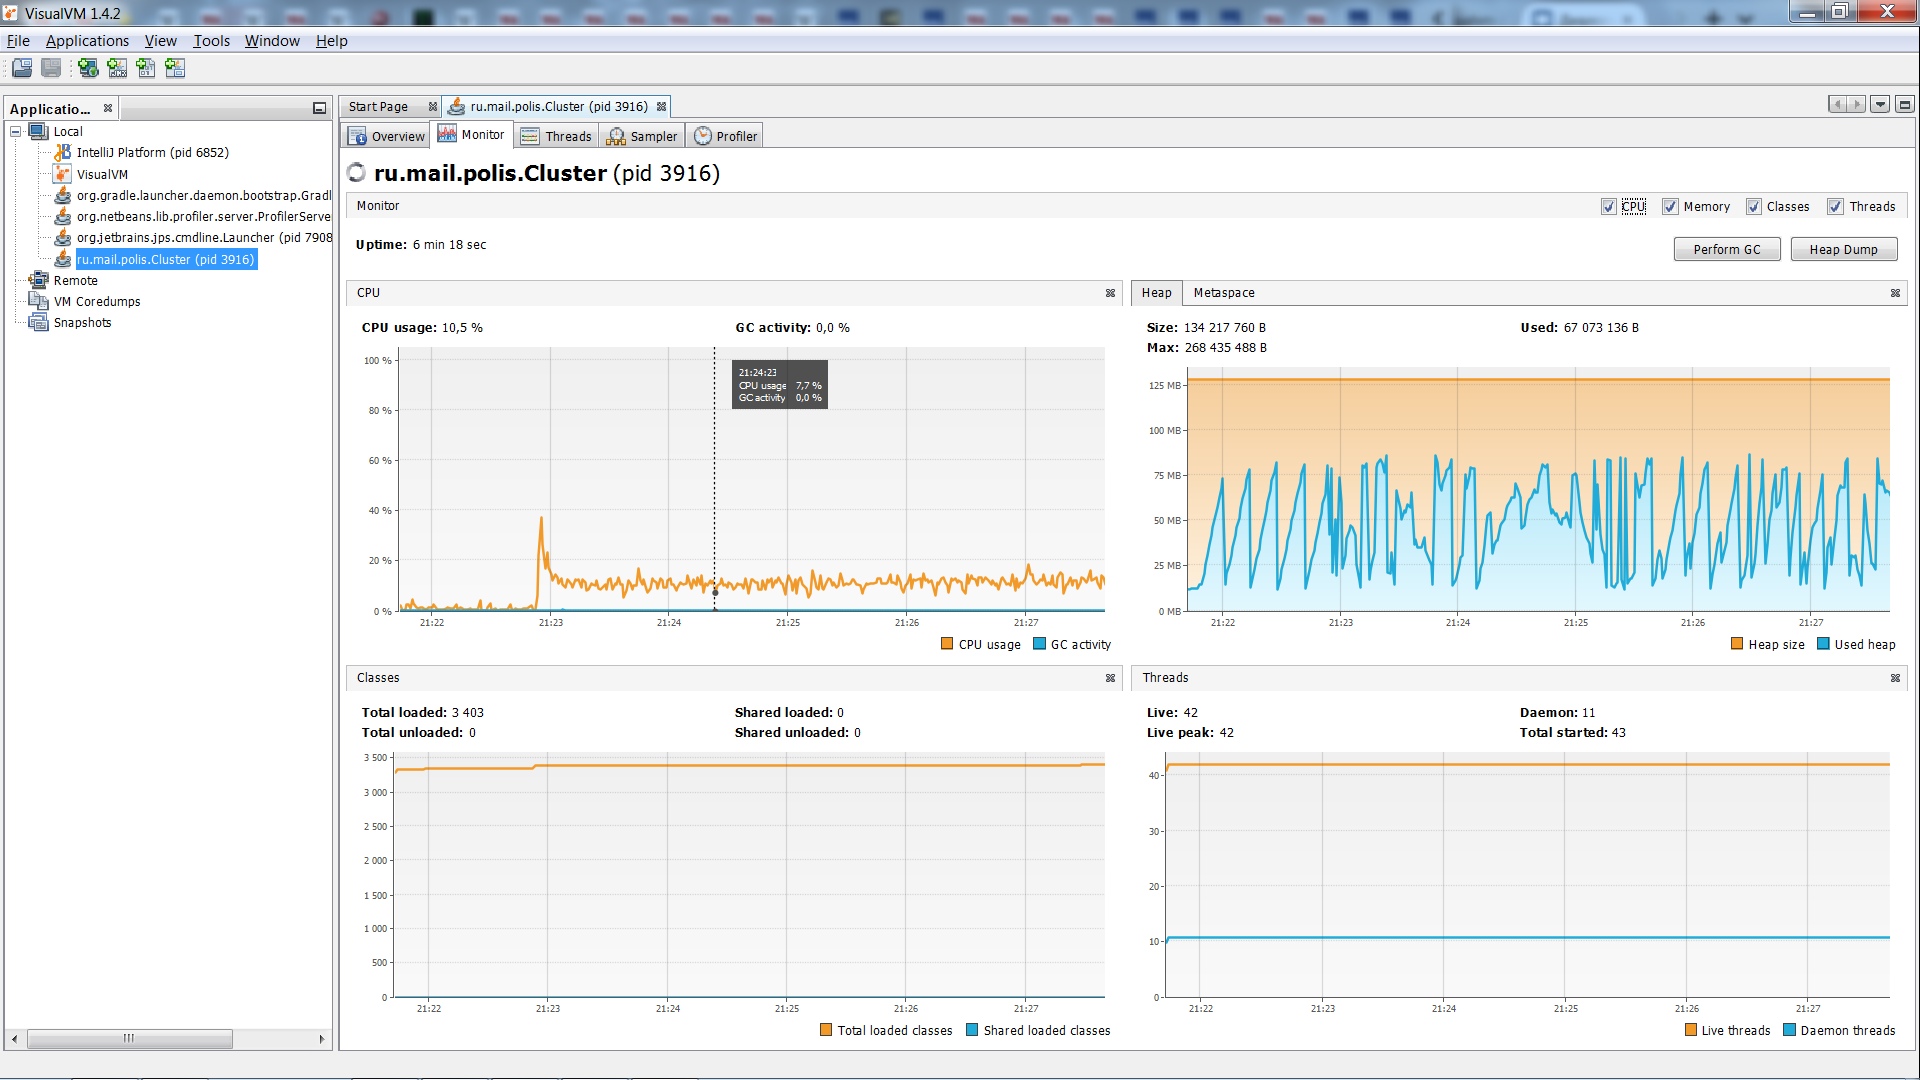 VisualVM 1.4.2
File Applications View Tools Window Help
Applicatio...
Local
IntelliJ Platform (pid 6852)
VisualVM
org.gradle.launcher.daemon.bootstrap.Gradl
org.netbeans.lib.profiler.server.ProfilerServe
org.jetbrains.jps.cmdline.Launcher (pid 7908
ru.mail.polis.Cluster (pid 3916)
Remote
VM Coredumps
Snapshots
Start Page ru.mail.polis.Cluster (pid 3916)
Overview Monitor Threads Sampler Profiler
ru.mail.polis.Cluster (pid 3916)
Monitor CPU Memory Classes Threads
Uptime: 6 min 18 sec
Perform GC Heap Dump
CPU
CPU usage: 10,5 % GC activity: 0,0 %
100 %
80 %
60 %
40 %
20 %
0 %
21:24:23
CPU usage 7,7 %
GC activity 0,0 %
21:22 21:23 21:24 21:25 21:26 21:27
CPU usage GC activity
Heap Metaspace
Size: 134 217 760 B Used: 67 073 136 B
Max: 268 435 488 B
125 MB
100 MB
75 MB
50 MB
25 MB
0 MB
21:22 21:23 21:24 21:25 21:26 21:27
Heap size Used heap
Classes
Total loaded: 3 403 Shared loaded: 0
Total unloaded: 0 Shared unloaded: 0
3 500
3 000
2 500
2 000
1 500
1 000
500
0
21:22 21:23 21:24 21:25 21:26 21:27
Total loaded classes Shared loaded classes
Threads
Live: 42 Daemon: 11
Live peak: 42 Total started: 43
40
30
20
10
0
21:22 21:23 21:24 21:25 21:26 21:27
Live threads Daemon threads